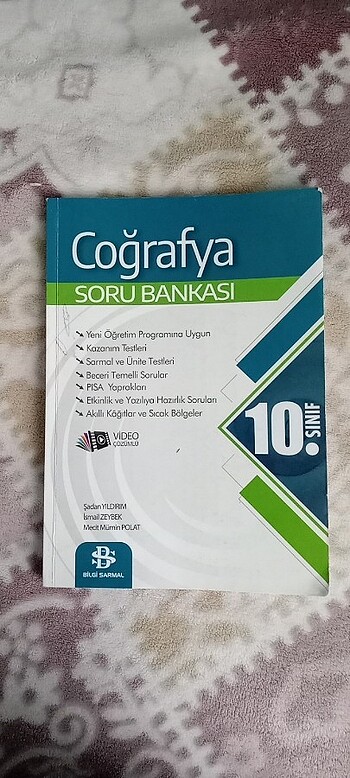 Coğrafya
SORU BANKASI
Yeni Öğretim Programına Uygun
Kazanım Testleri
Sarmal ve Ünite Testleri
Beceri Temelli Sorular
PISA Yaprakları
Etkinlik ve Yazılıya Hazırlık Soruları
Akıllı Kâğıtlar ve Sıcak Bölgeler
10. SINIF
VİDEO
ÇÖZÜMLÜ
Şadan YILDIRIM
İsmail ZEYBEK
Mecit Mümin POLAT
BS
BİLGİ SARMAL